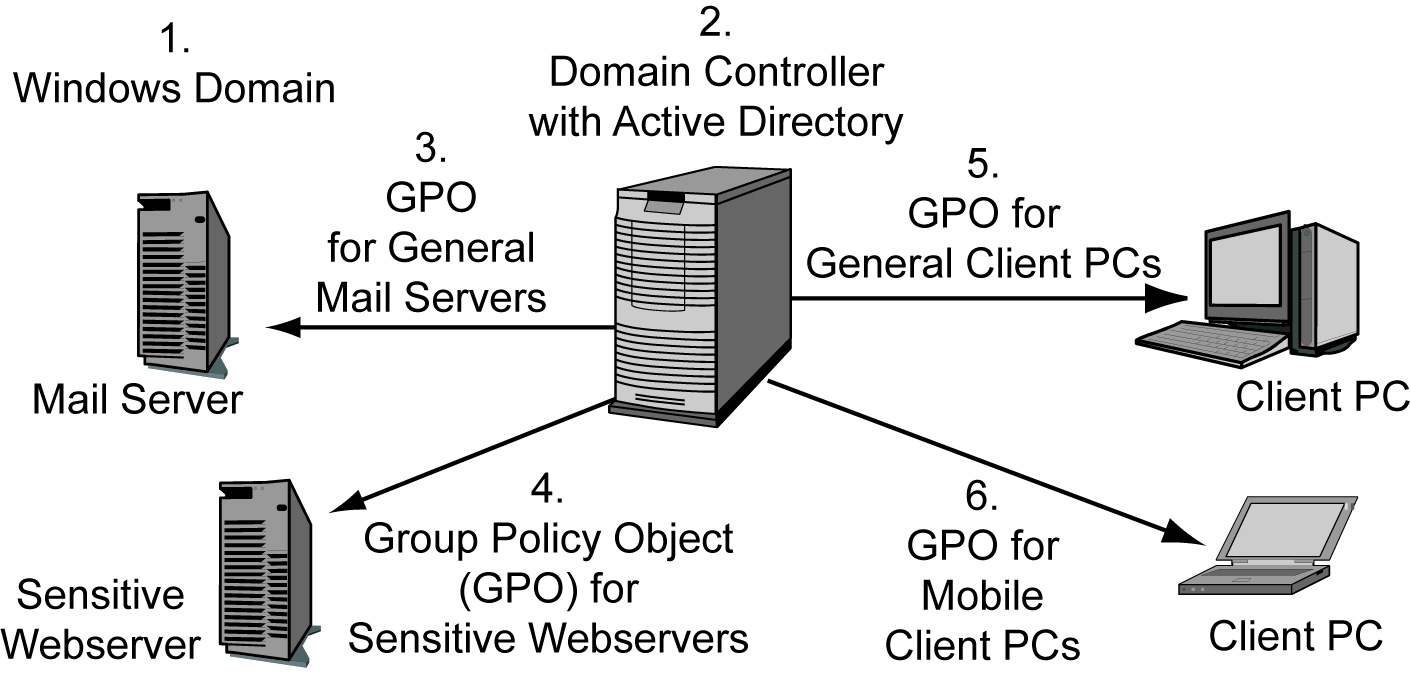 1.
Windows Domain
2.
Domain Controller
with Active Directory
3.
GPO
for General
Mail Servers
5.
GPO for
General Client PCs
Mail Server
Client PC
4.
Group Policy Object
(GPO) for
Sensitive Webservers
Sensitive
Webserver
6.
GPO for
Mobile
Client PCs
Client PC